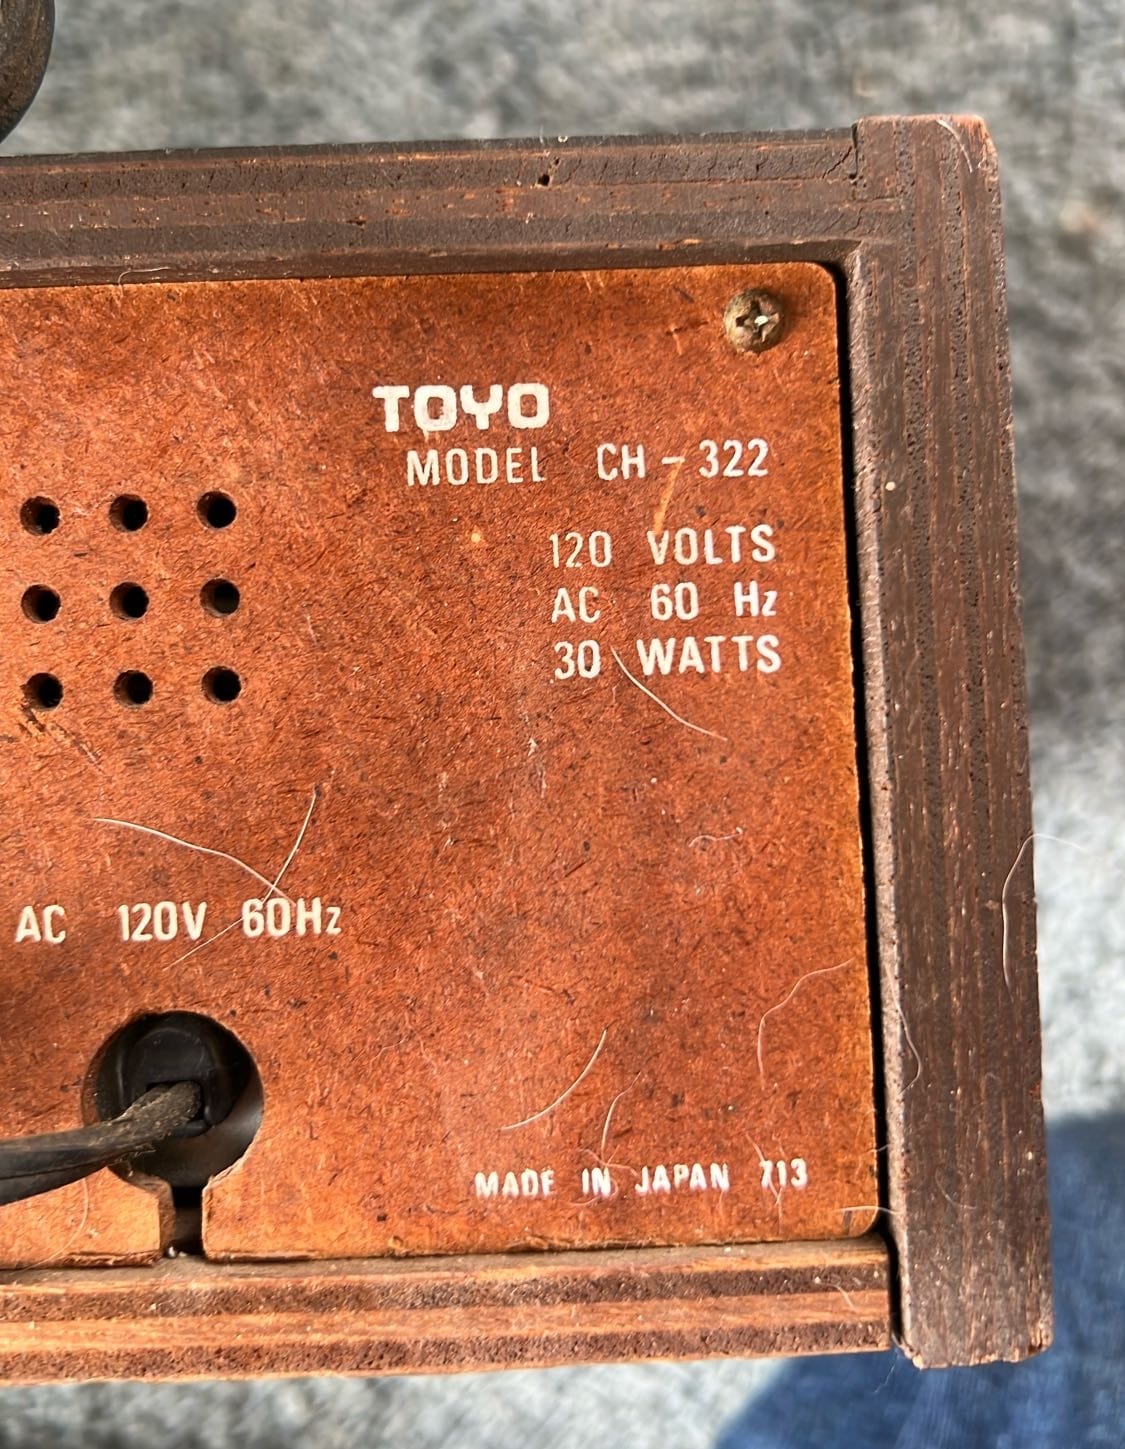 TOYO
MODEL CH-322
120 VOLTS
AC 60 Hz
30 WATTS
AC 120V 60Hz
MADE IN JAPAN 713